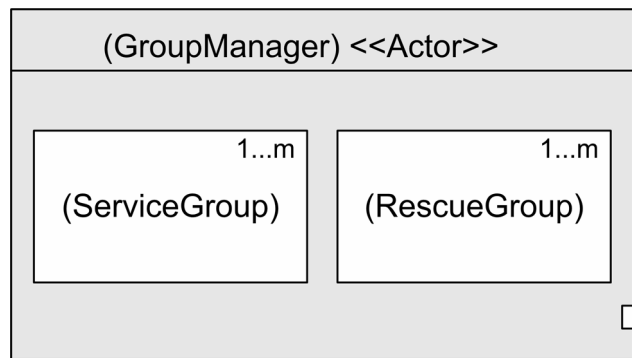 (GroupManager) <<Actor>>
1...m
1...m
(ServiceGroup)
(RescueGroup)